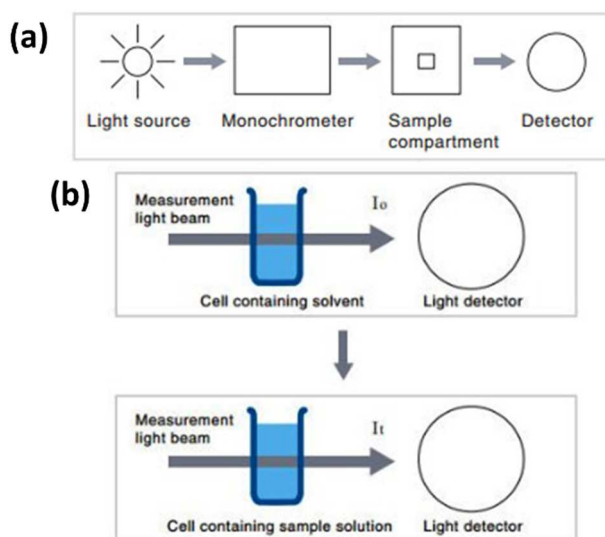 (a)
Light source Monochrometer Sample compartment Detector
(b)
Measurement light beam
Io
Cell containing solvent Light detector
Measurement light beam
It
Cell containing sample solution Light detector